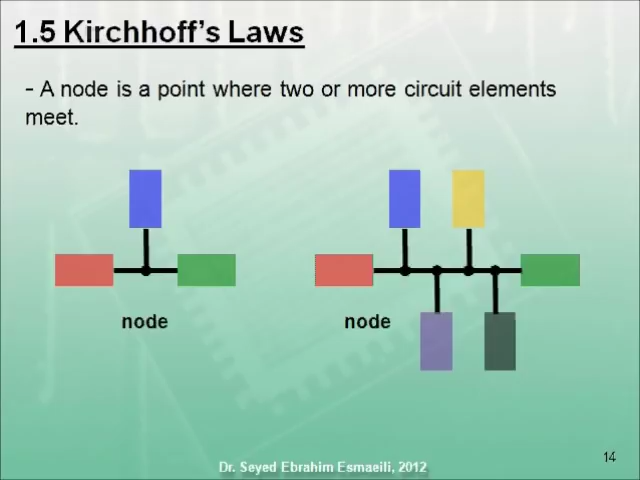 1.5 Kirchhoff's Laws
- A node is a point where two or more circuit elements
meet.
node
node
14
Dr. Seyed Ebrahim Esmaeili, 2012